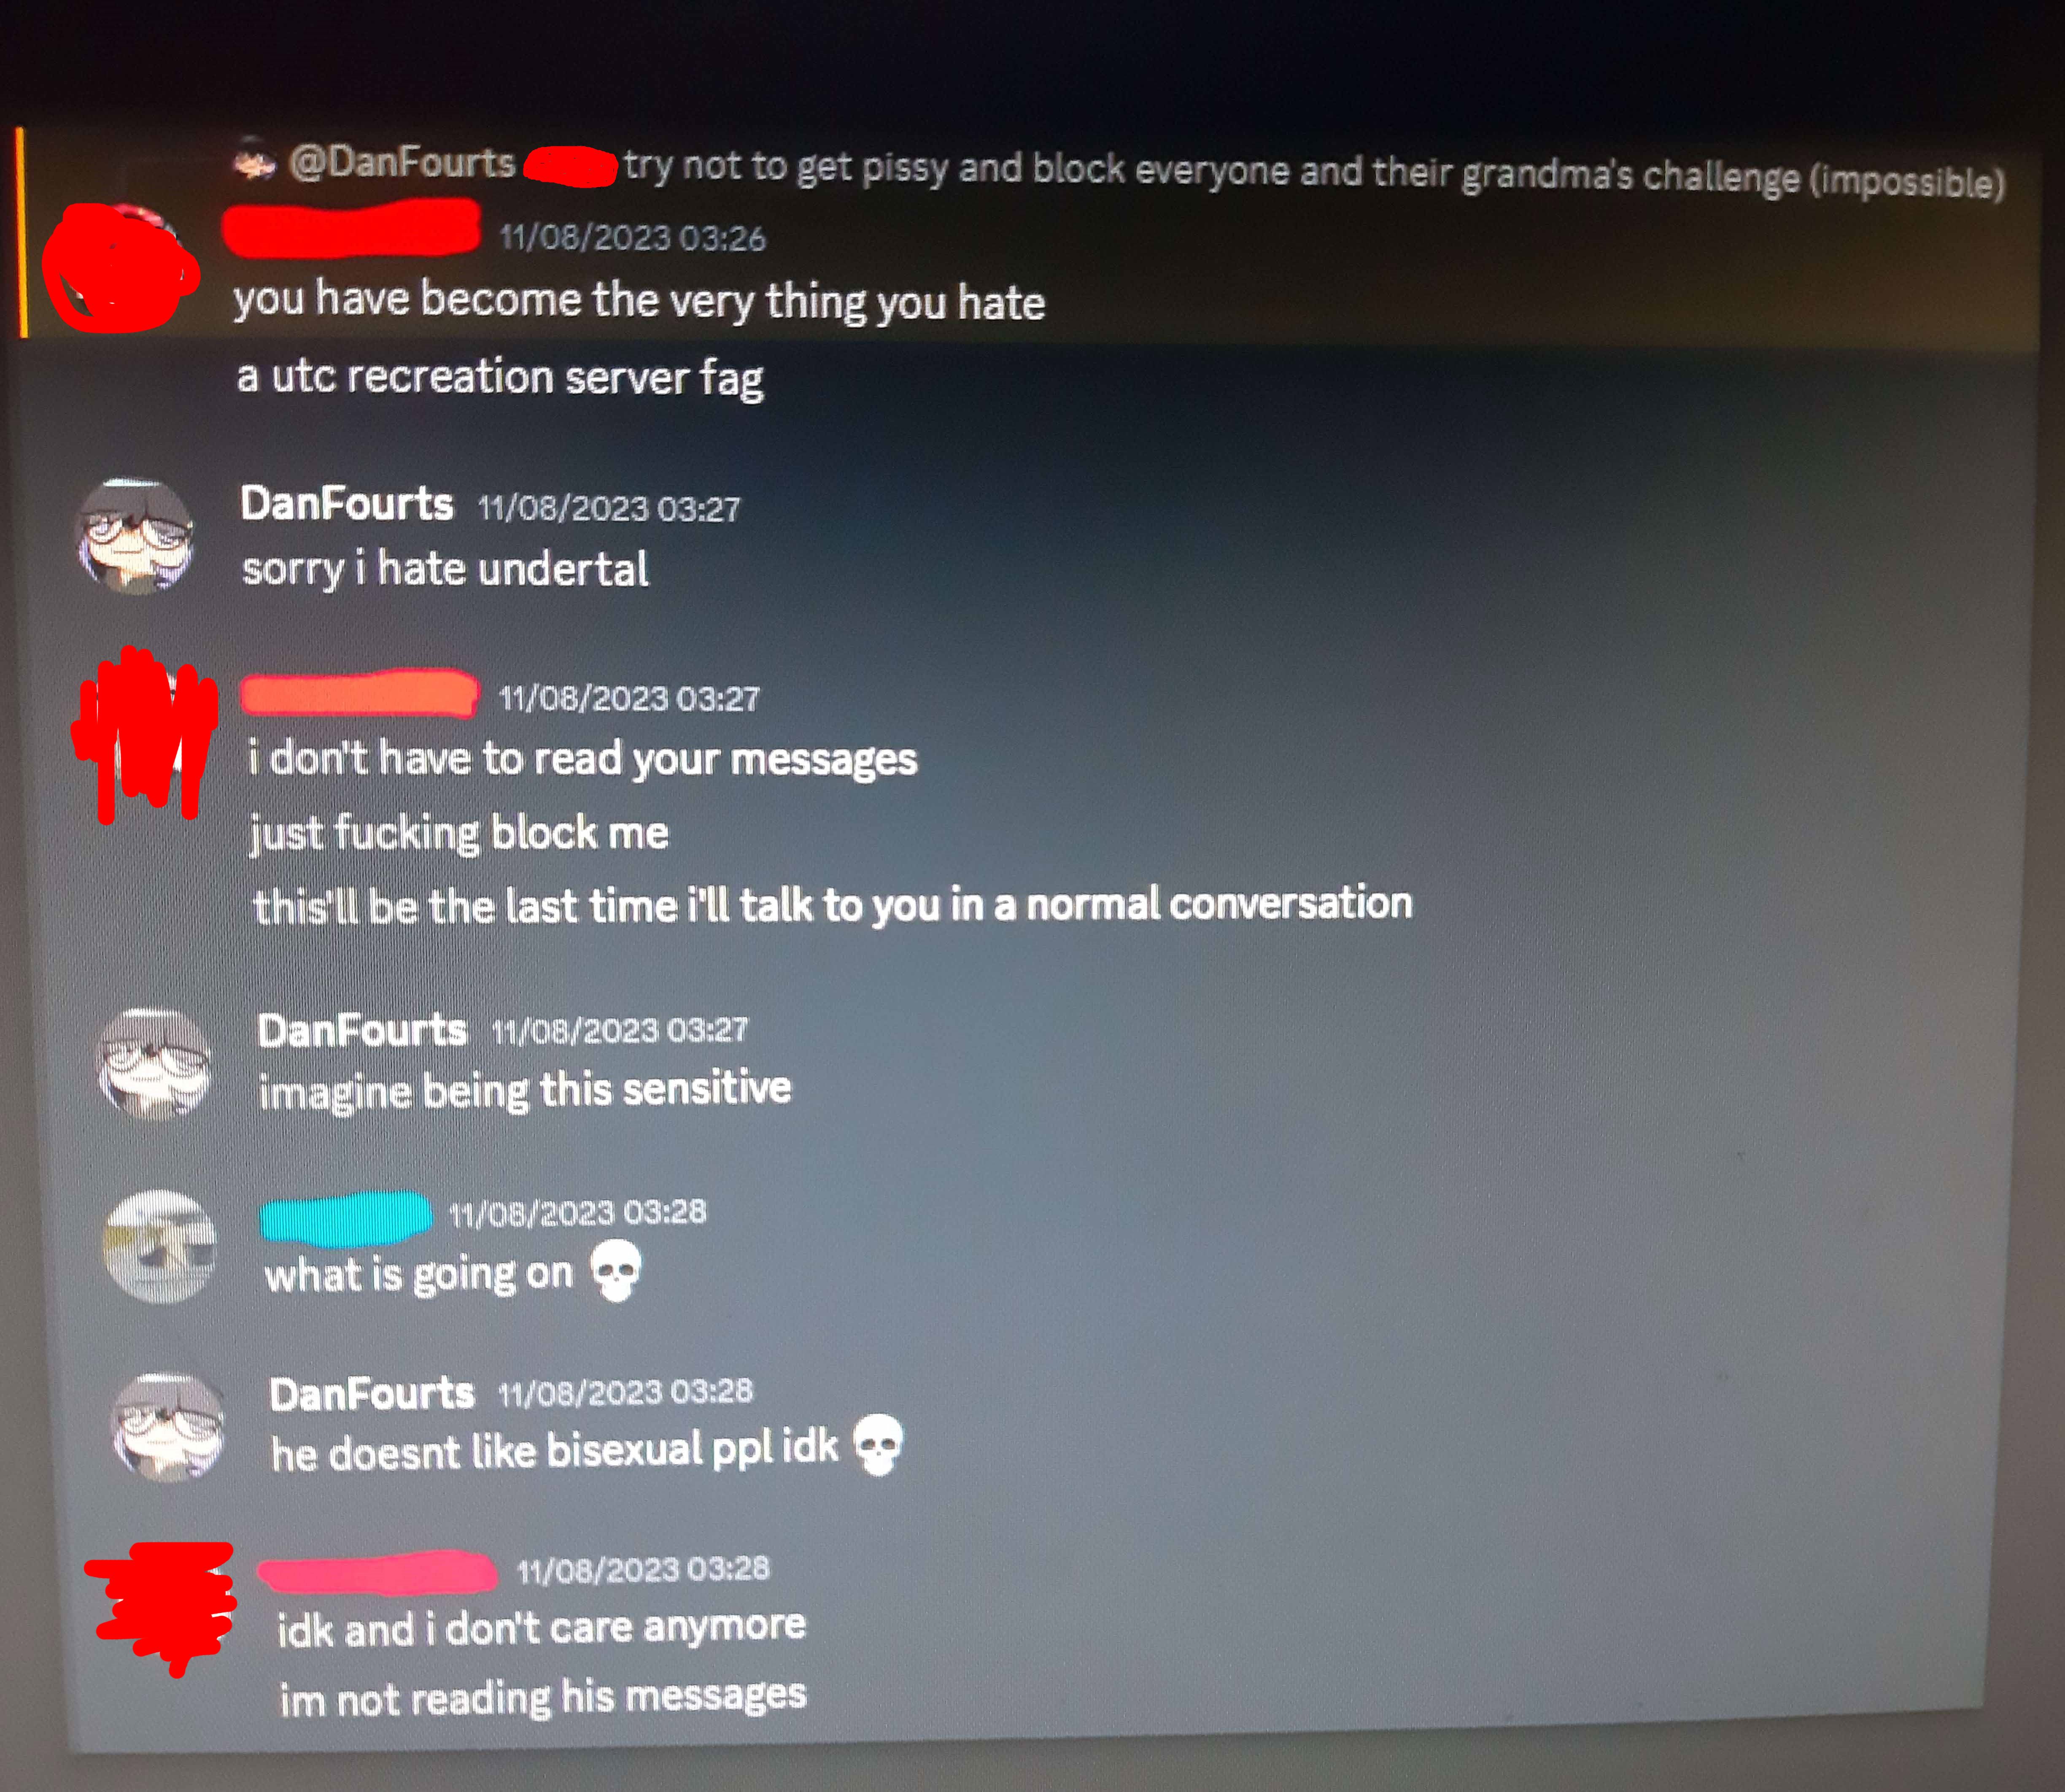 @DanFourts try not to get pissy and block everyone and their grandma's challenge (impossible)
11/08/2023 03:26
you have become the very thing you hate
a utc recreation server fag
DanFourts 11/08/2023 03:27
sorry i hate undertal
11/08/2023 03:27
i don't have to read your messages
just fucking block me
this'll be the last time i'll talk to you in a normal conversation
DanFourts 11/08/2023 03:27
imagine being this sensitive
11/08/2023 03:28
what is going on 💀
DanFourts 11/08/2023 03:28
he doesnt like bisexual ppl idk 💀
11/08/2023 03:28
idk and i don't care anymore
im not reading his messages